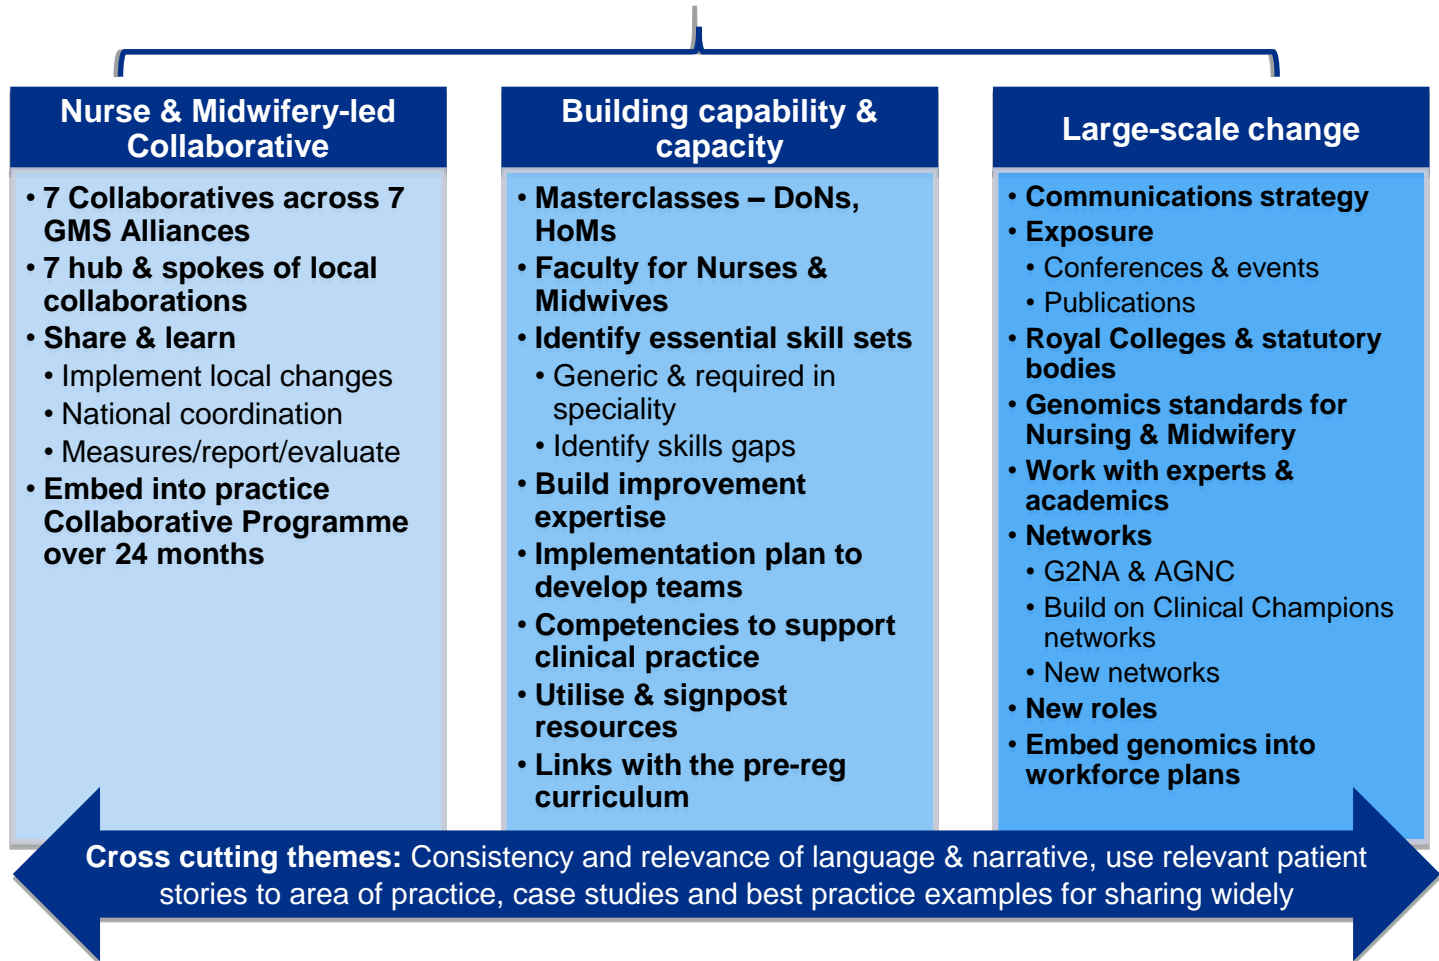 Nurse & Midwifery-led
Collaborative
• 7 Collaboratives across 7
GMS Alliances
• 7 hub & spokes of local
collaborations
• Share & learn
• Implement local changes
• National coordination
• Measures/report/evaluate
• Embed into practice
Collaborative Programme
over 24 months
Building capability &
capacity
• Masterclasses – DoNs,
HoMs
• Faculty for Nurses &
Midwives
• Identify essential skill sets
• Generic & required in
speciality
• Identify skills gaps
• Build improvement
expertise
• Implementation plan to
develop teams
• Competencies to support
clinical practice
• Utilise & signpost
resources
• Links with the pre-reg
curriculum
Large-scale change
• Communications strategy
• Exposure
• Conferences & events
• Publications
• Royal Colleges & statutory
bodies
• Genomics standards for
Nursing & Midwifery
• Work with experts &
academics
• Networks
• G2NA & AGNC
• Build on Clinical Champions
networks
• New networks
• New roles
• Embed genomics into
workforce plans
Cross cutting themes: Consistency and relevance of language & narrative, use relevant patient
stories to area of practice, case studies and best practice examples for sharing widely